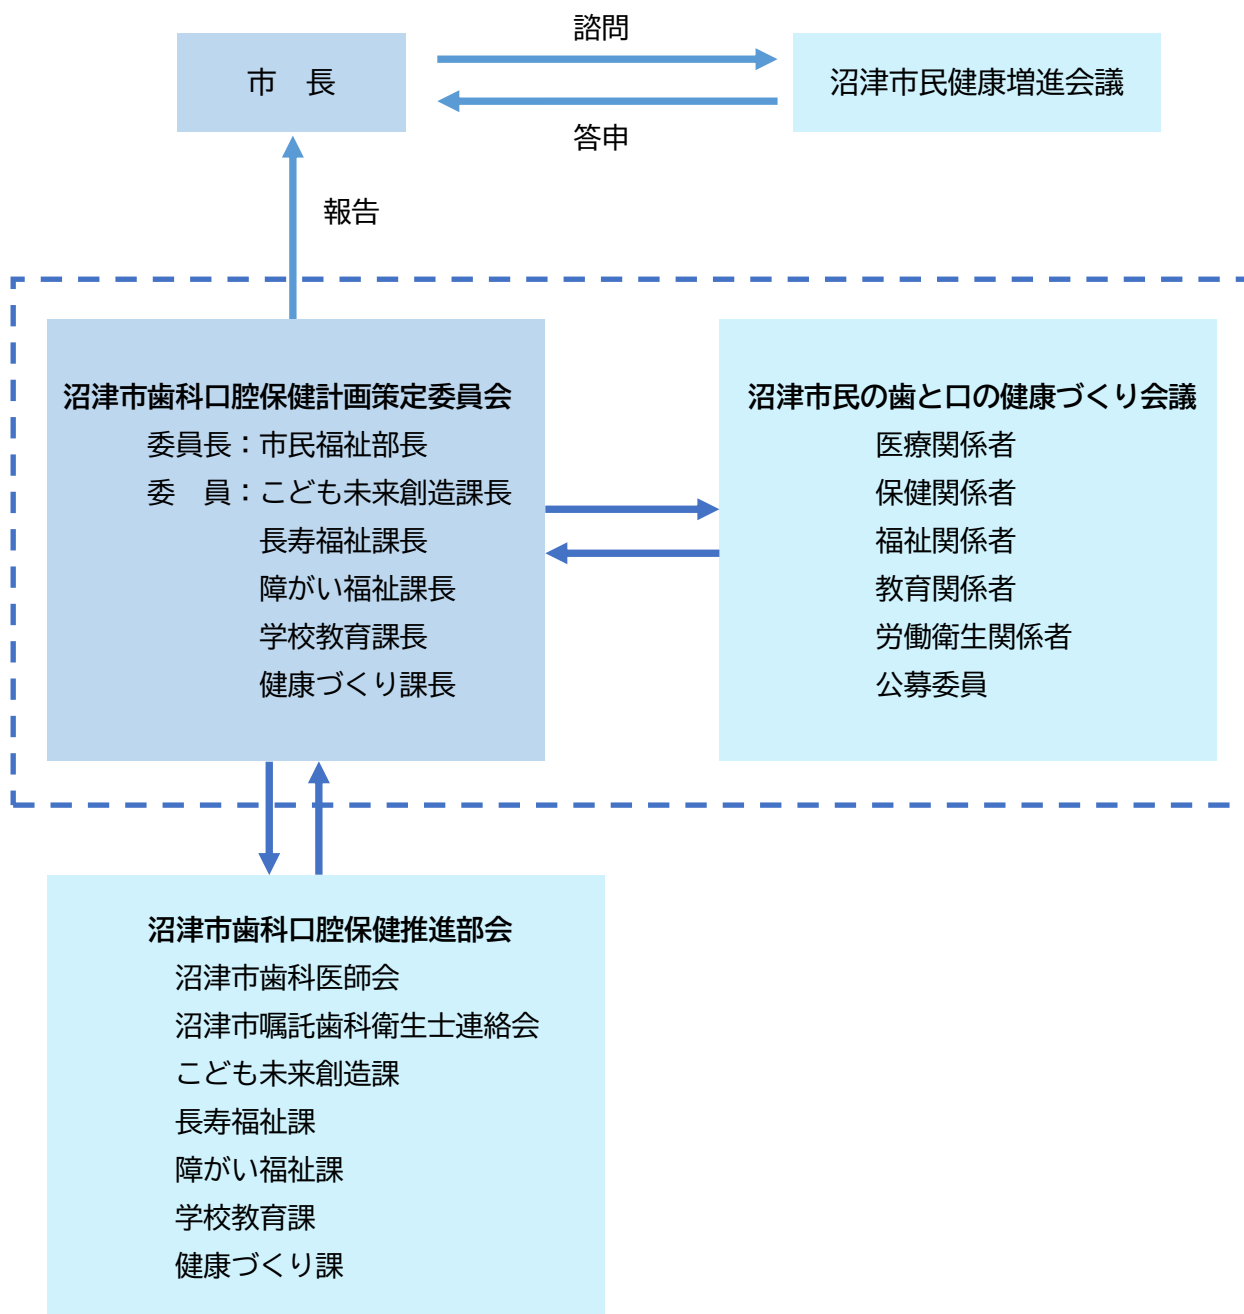 諮問
市　長
沼津市民健康増進会議
答申
報告
沼津市歯科口腔保健計画策定委員会
委員長：市民福祉部長
委　員：こども未来創造課長
長寿福祉課長
障がい福祉課長
学校教育課長
健康づくり課長
沼津市民の歯と口の健康づくり会議
医療関係者
保健関係者
福祉関係者
教育関係者
労働衛生関係者
公募委員
沼津市歯科口腔保健推進部会
沼津市歯科医師会
沼津市嘱託歯科衛生士連絡会
こども未来創造課
長寿福祉課
障がい福祉課
学校教育課
健康づくり課